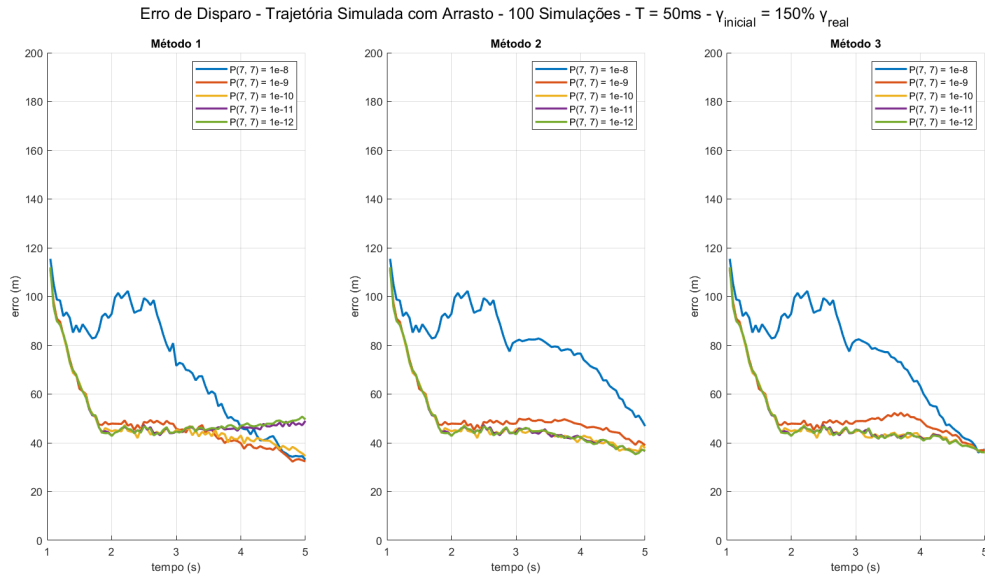 Erro de Disparo - Trajetória Simulada com Arrasto - 100 Simulações - T = 50ms - γinicial = 150% γreal
Método 1
200
180
160
140
120
100
80
60
40
20
0
erro (m)
P(7, 7) = 1e-8
P(7, 7) = 1e-9
P(7, 7) = 1e-10
P(7, 7) = 1e-11
P(7, 7) = 1e-12
1 2 3 4 5
tempo (s)
Método 2
200
180
160
140
120
100
80
60
40
20
0
erro (m)
P(7, 7) = 1e-8
P(7, 7) = 1e-9
P(7, 7) = 1e-10
P(7, 7) = 1e-11
P(7, 7) = 1e-12
1 2 3 4 5
tempo (s)
Método 3
200
180
160
140
120
100
80
60
40
20
0
erro (m)
P(7, 7) = 1e-8
P(7, 7) = 1e-9
P(7, 7) = 1e-10
P(7, 7) = 1e-11
P(7, 7) = 1e-12
1 2 3 4 5
tempo (s)